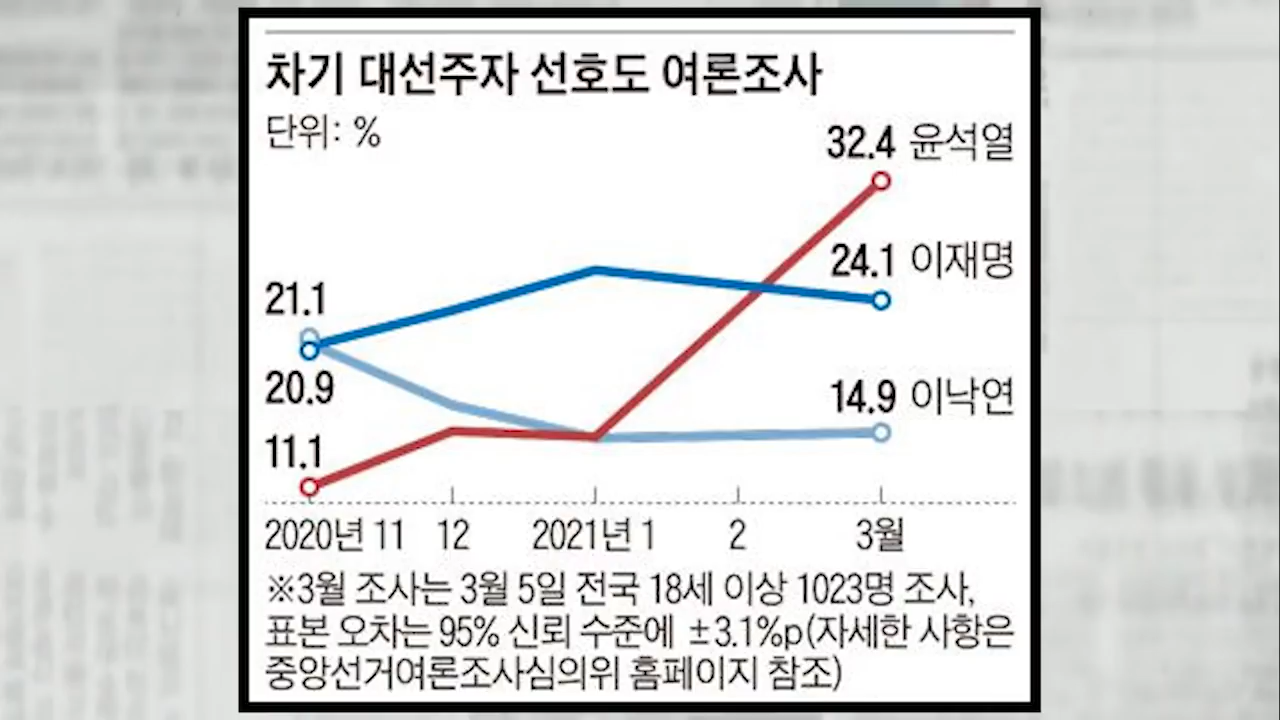 차기 대선주자 선호도 여론조사
단위: %
32.4 윤석열
24.1 이재명
21.1
20.9
14.9 이낙연
11.1
2020년 11 12 2021년 1 2 3월
※3월 조사는 3월 5일 전국 18세 이상 1023명 조사,
표본 오차는 95% 신뢰 수준에 ±3.1%p(자세한 사항은
중앙선거여론조사심의위 홈페이지 참조)